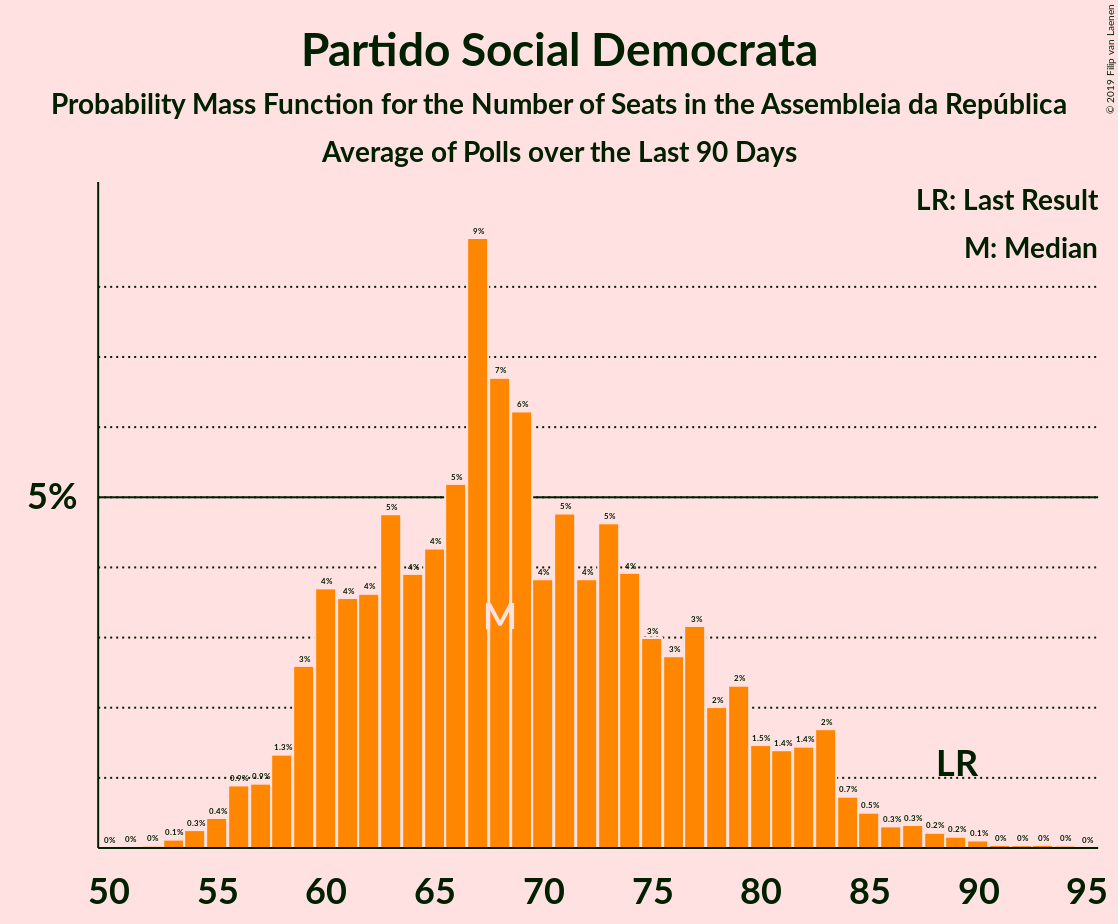 Partido Social Democrata
Probability Mass Function for the Number of Seats in the Assembleia da República
Average of Polls over the Last 90 Days
© 2019 Filip van Laenen
LR: Last Result
M: Median
5%
0% 0% 0% 0.1% 0.3% 0.4% 0.9% 0.9% 1.3% 3% 4% 4% 4% 5% 4% 4% 5% 9% 7% 6% 4% 5% 4% 5% 4% 3% 3% 3% 2% 2% 1.5% 1.4% 1.4% 2% 0.7% 0.5% 0.3% 0.3% 0.2% 0.2% 0.1% 0% 0% 0% 0% 0%
M
LR
50 55 60 65 70 75 80 85 90 95